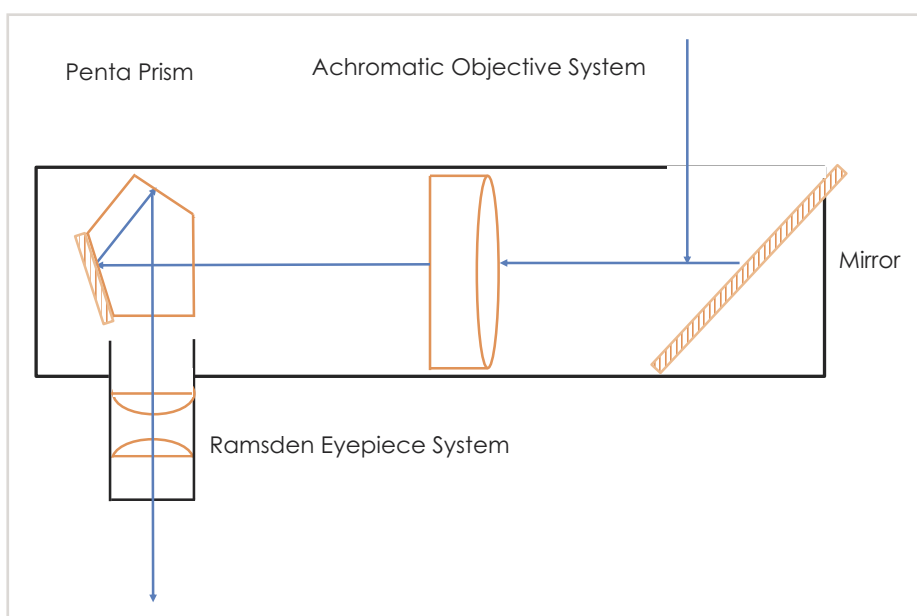 Penta Prism
Achromatic Objective System
Mirror
Ramsden Eyepiece System